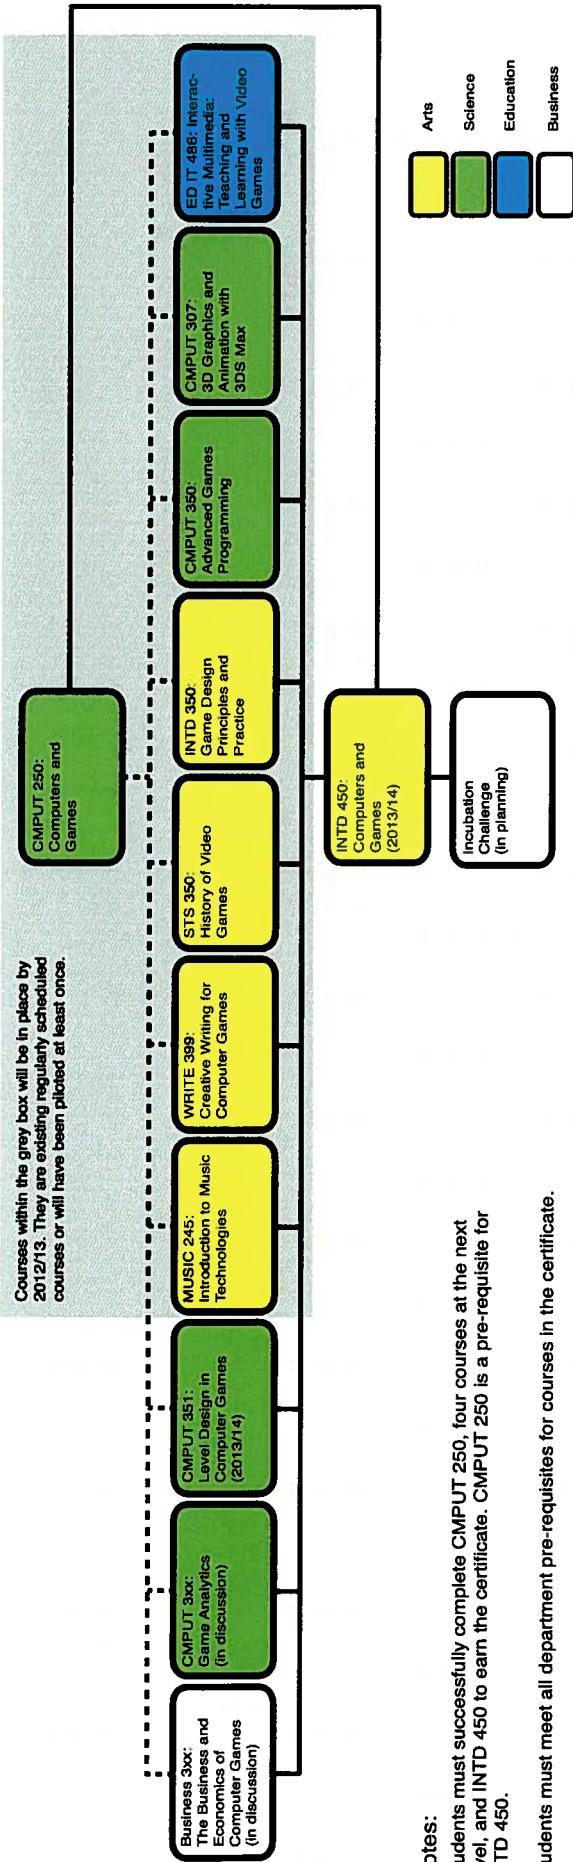 Courses within the grey box will be in place by
2012/13. They are existing regularly scheduled
courses or will have been piloted at least once.
CMPUT 250:
Computers and
Games
Business 3xx:
The Business and
Economics of
Computer Games
(in discussion)
CMPUT 3xx:
Game Analytics
(in discussion)
CMPUT 351:
Level Design in
Computer Games
(2013/14)
MUSIC 245:
Introduction to Music
Technologies
WRITE 399:
Creative Writing for
Computer Games
STS 350:
History of Video
Games
INTD 350:
Game Design
Principles and
Practice
CMPUT 350:
Advanced Games
Programming
CMPUT 307:
3D Graphics and
Animation with
3DS Max
ED IT 486: Interac-
tive Multimedia:
Teaching and
Learning with Video
Games
INTD 450:
Computers and
Games
(2013/14)
Incubation
Challenge
(in planning)
Arts
Science
Education
Business
otes:
udents must successfully complete CMPUT 250, four courses at the next
vel, and INTD 450 to earn the certificate. CMPUT 250 is a pre-requisite for
TD 450.
udents must meet all department pre-requisites for courses in the certificate.